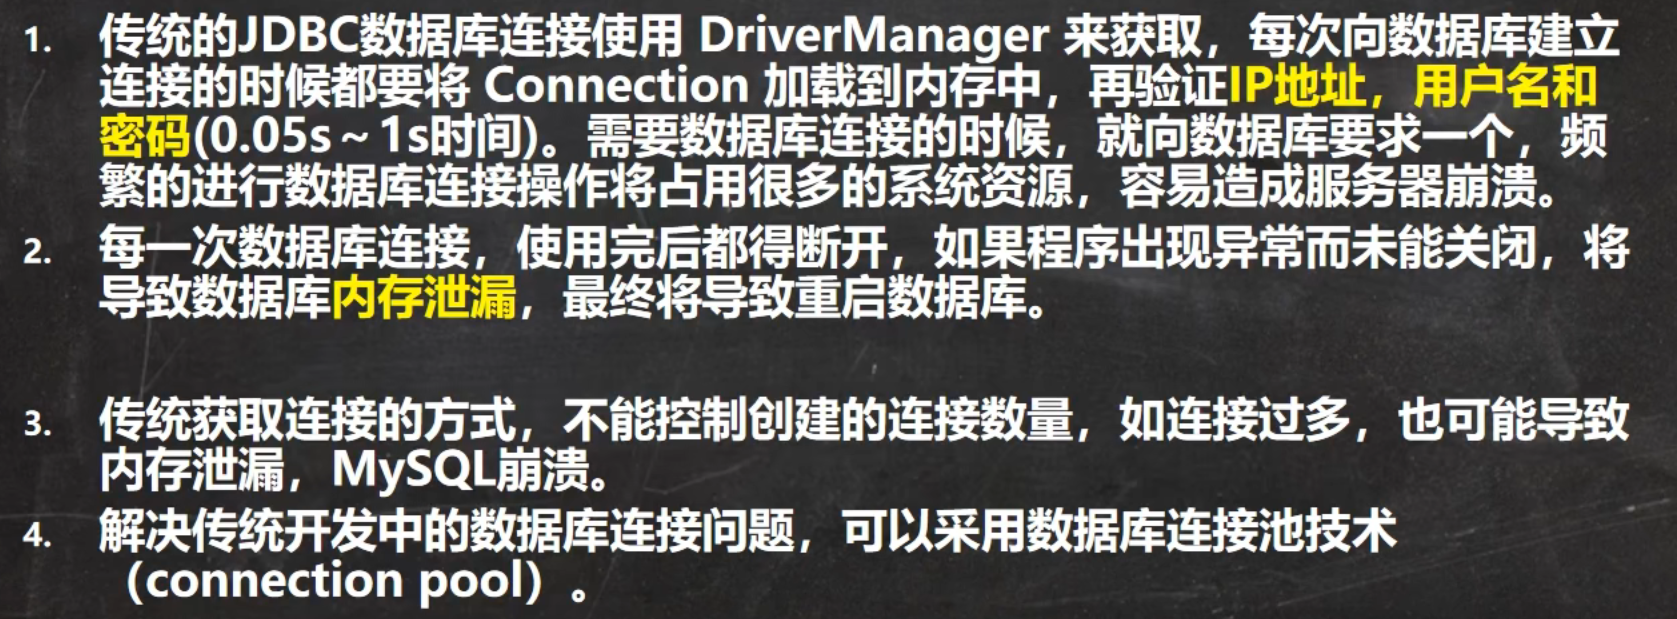 1. 传统的JDBC数据库连接使用 DriverManager 来获取，每次向数据库建立
连接的时候都要将 Connection 加载到内存中，再验证IP地址，用户名和
密码(0.05s～1s时间)。需要数据库连接的时候，就向数据库要求一个，频
繁的进行数据库连接操作将占用很多的系统资源，容易造成服务器崩溃。
2. 每一次数据库连接，使用完后都得断开，如果程序出现异常而未能关闭，将
导致数据库内存泄漏，最终将导致重启数据库。
3. 传统获取连接的方式，不能控制创建的连接数量，如连接过多，也可能导致
内存泄漏，MySQL崩溃。
4. 解决传统开发中的数据库连接问题，可以采用数据库连接池技术
（connection pool）。